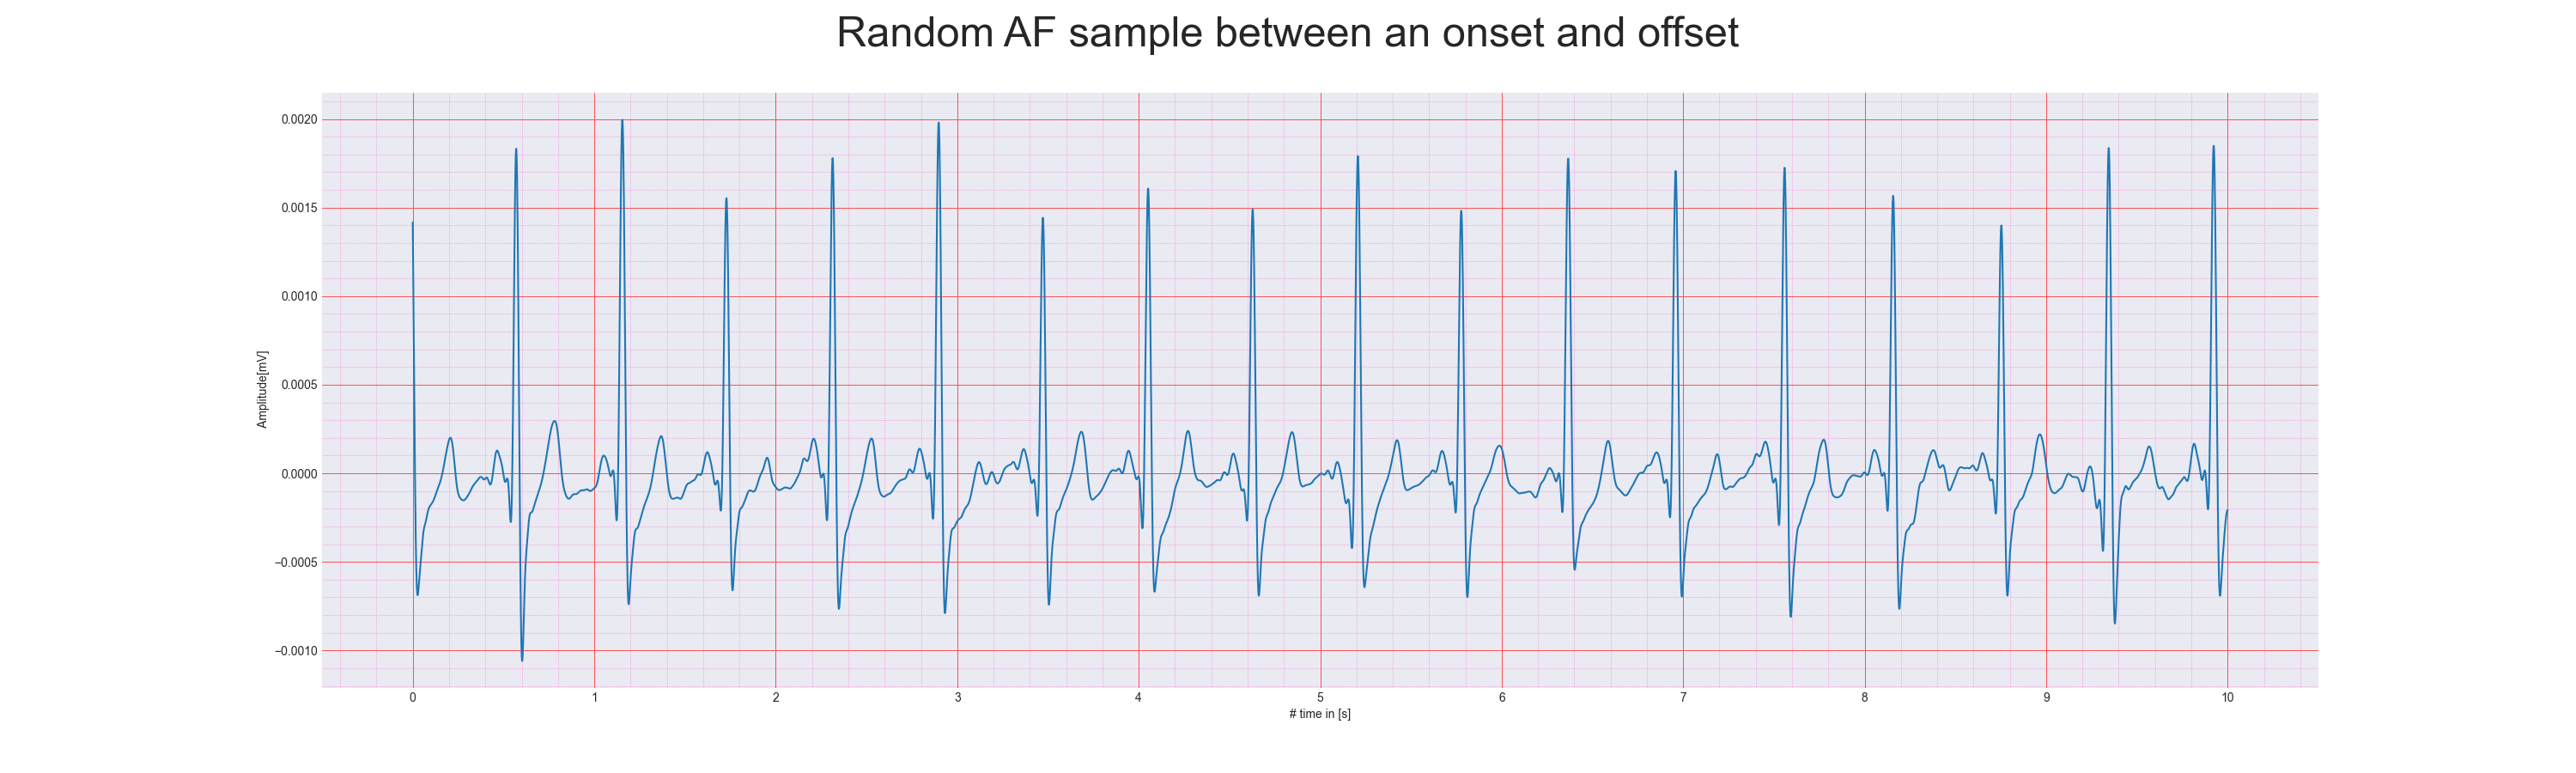 Random AF sample between an onset and offset
0.0020
0.0015
0.0010
0.0005
0.0000
−0.0005
−0.0010
Amplitude[mV]
0 1 2 3 4 5 6 7 8 9 10
# time in [s]